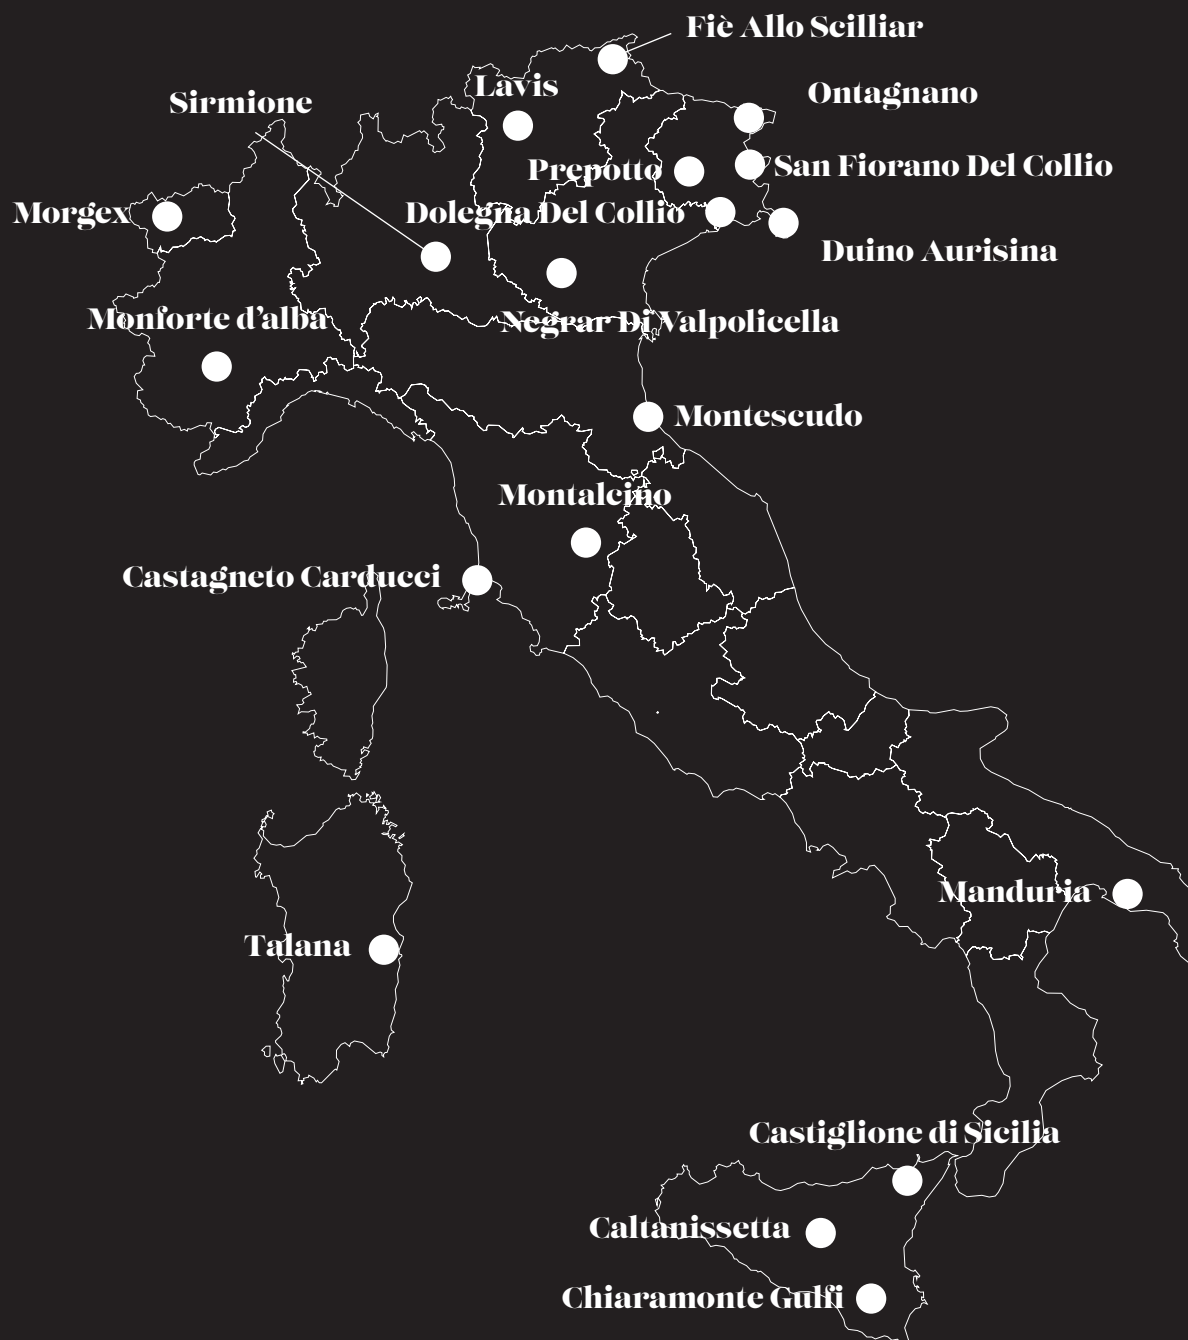 Fiè Allo Scilliar
Lavis
Ontagnano
Sirmione
Prepotto
San Fiorano Del Collio
Morgex
Dolegna Del Collio
Duino Aurisina
Monforte d’alba
Negrar Di Valpolicella
Montescudo
Montalcino
Castagneto Carducci
Manduria
Talana
Castiglione di Sicilia
Caltanissetta
Chiaramonte Gulfi